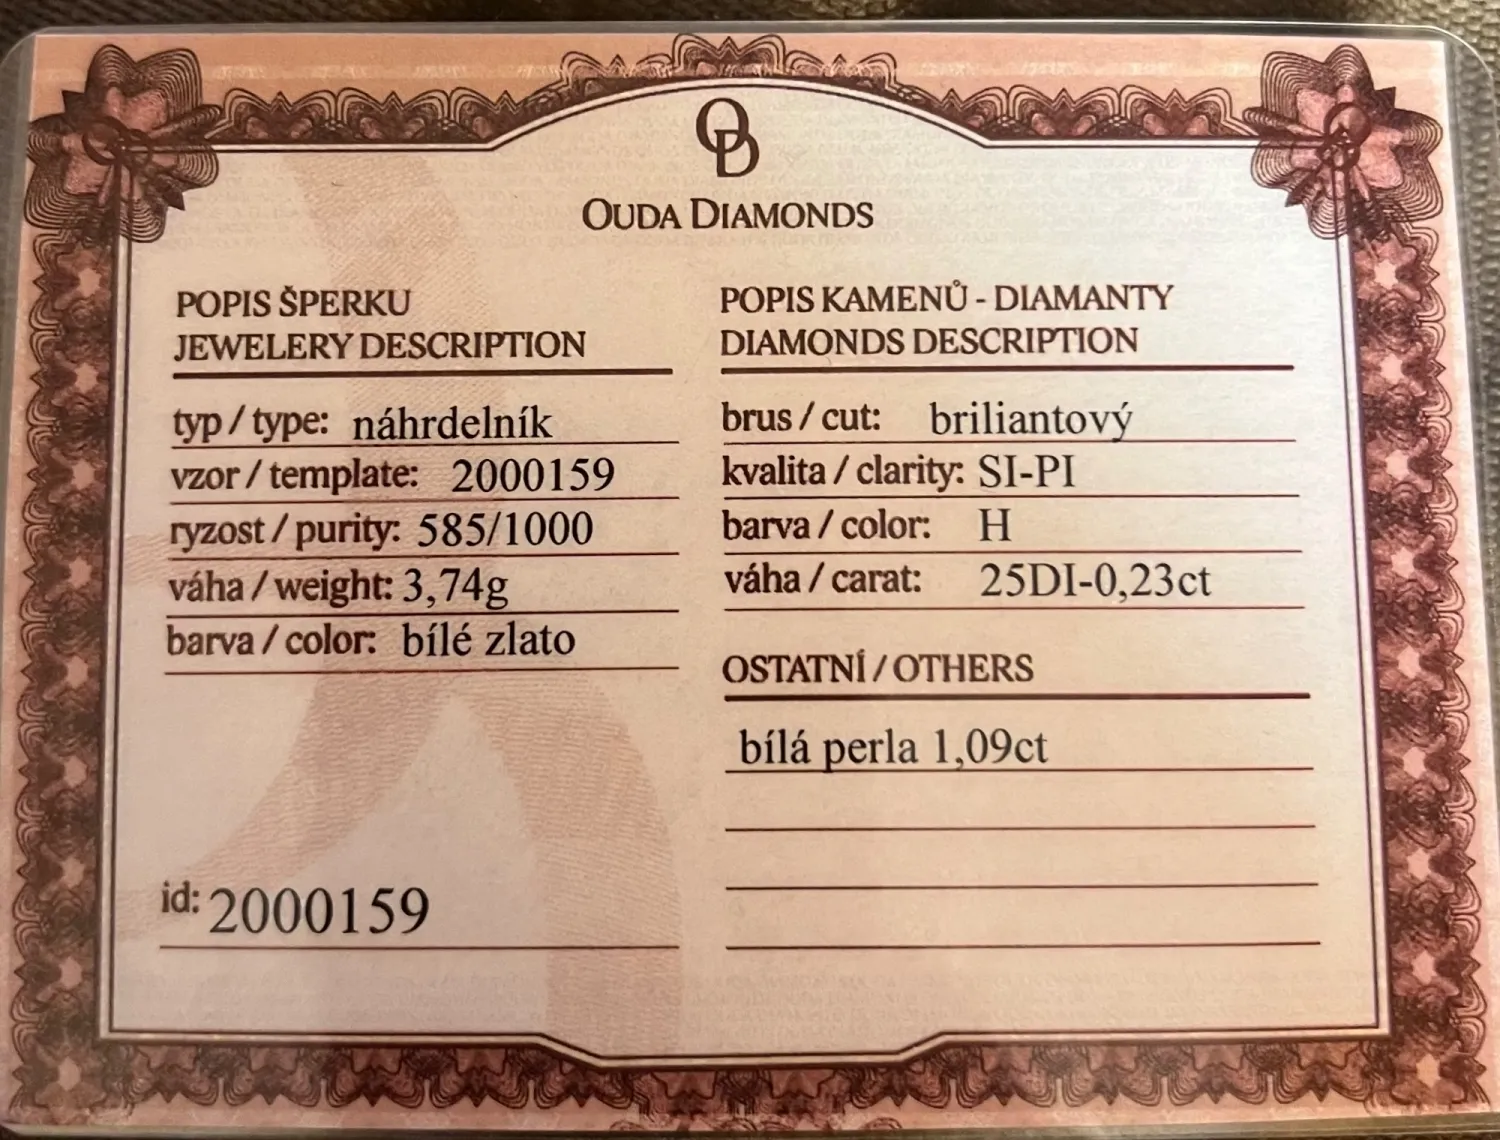 OD
OUDA DIAMONDS
POPIS ŠPERKU
JEWELERY DESCRIPTION
typ / type: náhrdelník
vzor / template: 2000159
ryzost / purity: 585/1000
váha / weight: 3,74g
barva / color: bílé zlato
id: 2000159
POPIS KAMENŮ - DIAMANTY
DIAMONDS DESCRIPTION
brus / cut: briliantový
kvalita / clarity: SI-PI
barva / color: H
váha / carat: 25DI-0,23ct
OSTATNÍ / OTHERS
bílá perla 1,09ct